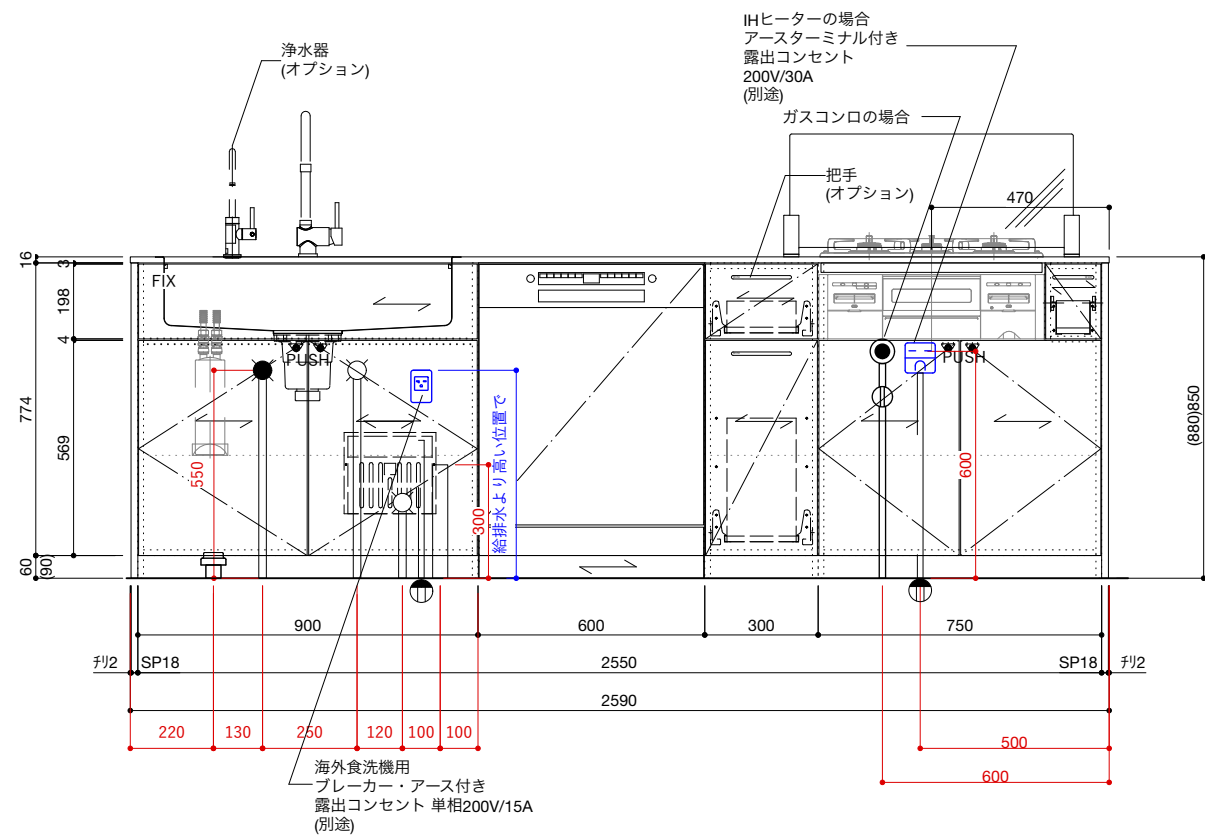 IHヒーターの場合
アースターミナル付き
露出コンセント
200V/30A
(別途)
浄水器
(オプション)
ガスコンロの場合
把手
(オプション)
470
16
3
FIX
198
4
PUSH
PUSH
774
569
550
300
給排水より高い位置で
600
(880)850
60
(90)
900
600
300
750
チリ2
SP18
2550
SP18
チリ2
2590
220
130
250
120
100
100
500
600
海外食洗機用
ブレーカー・アース付き
露出コンセント 単相200V/15A
(別途)